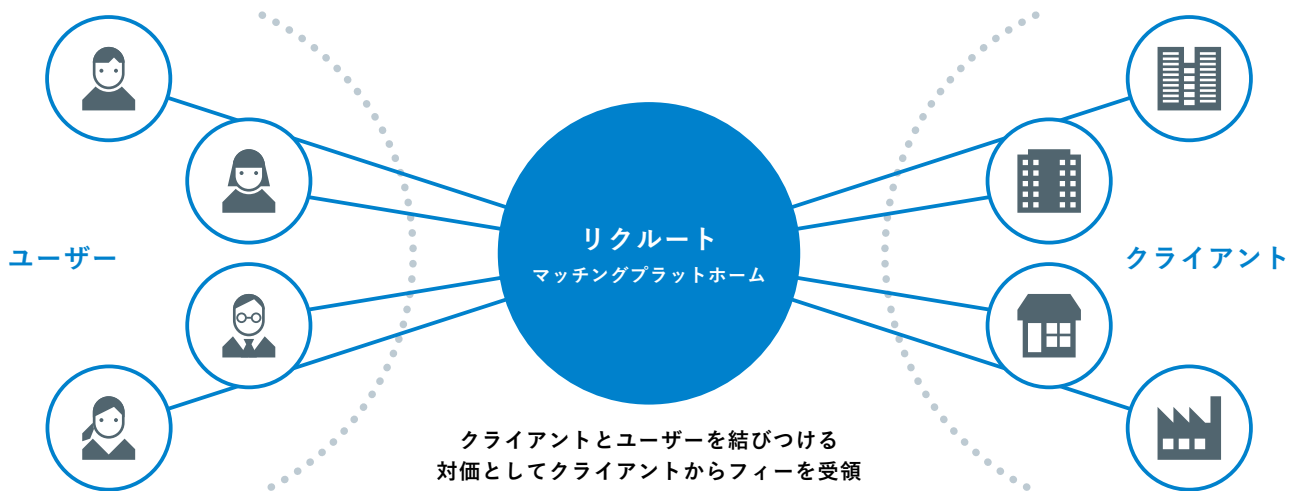 ユーザー
リクルート
マッチングプラットホーム
クライアント
クライアントとユーザーを結びつける
対価としてクライアントからフィーを受領